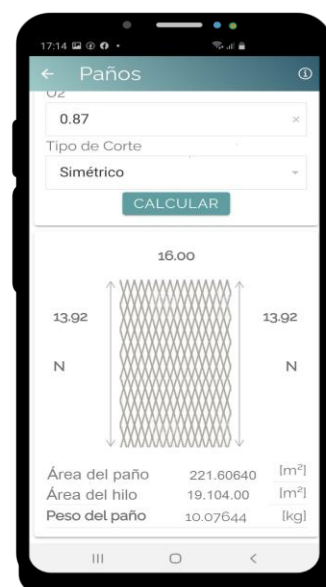 17:14
Paños
U2
0.87
Tipo de Corte
Simétrico
CALCULAR
16.00
13.92 13.92
N N
Área del paño 221.60640 [m²]
Área del hilo 19.104.00 [m²]
Peso del paño 10.07644 [kg]